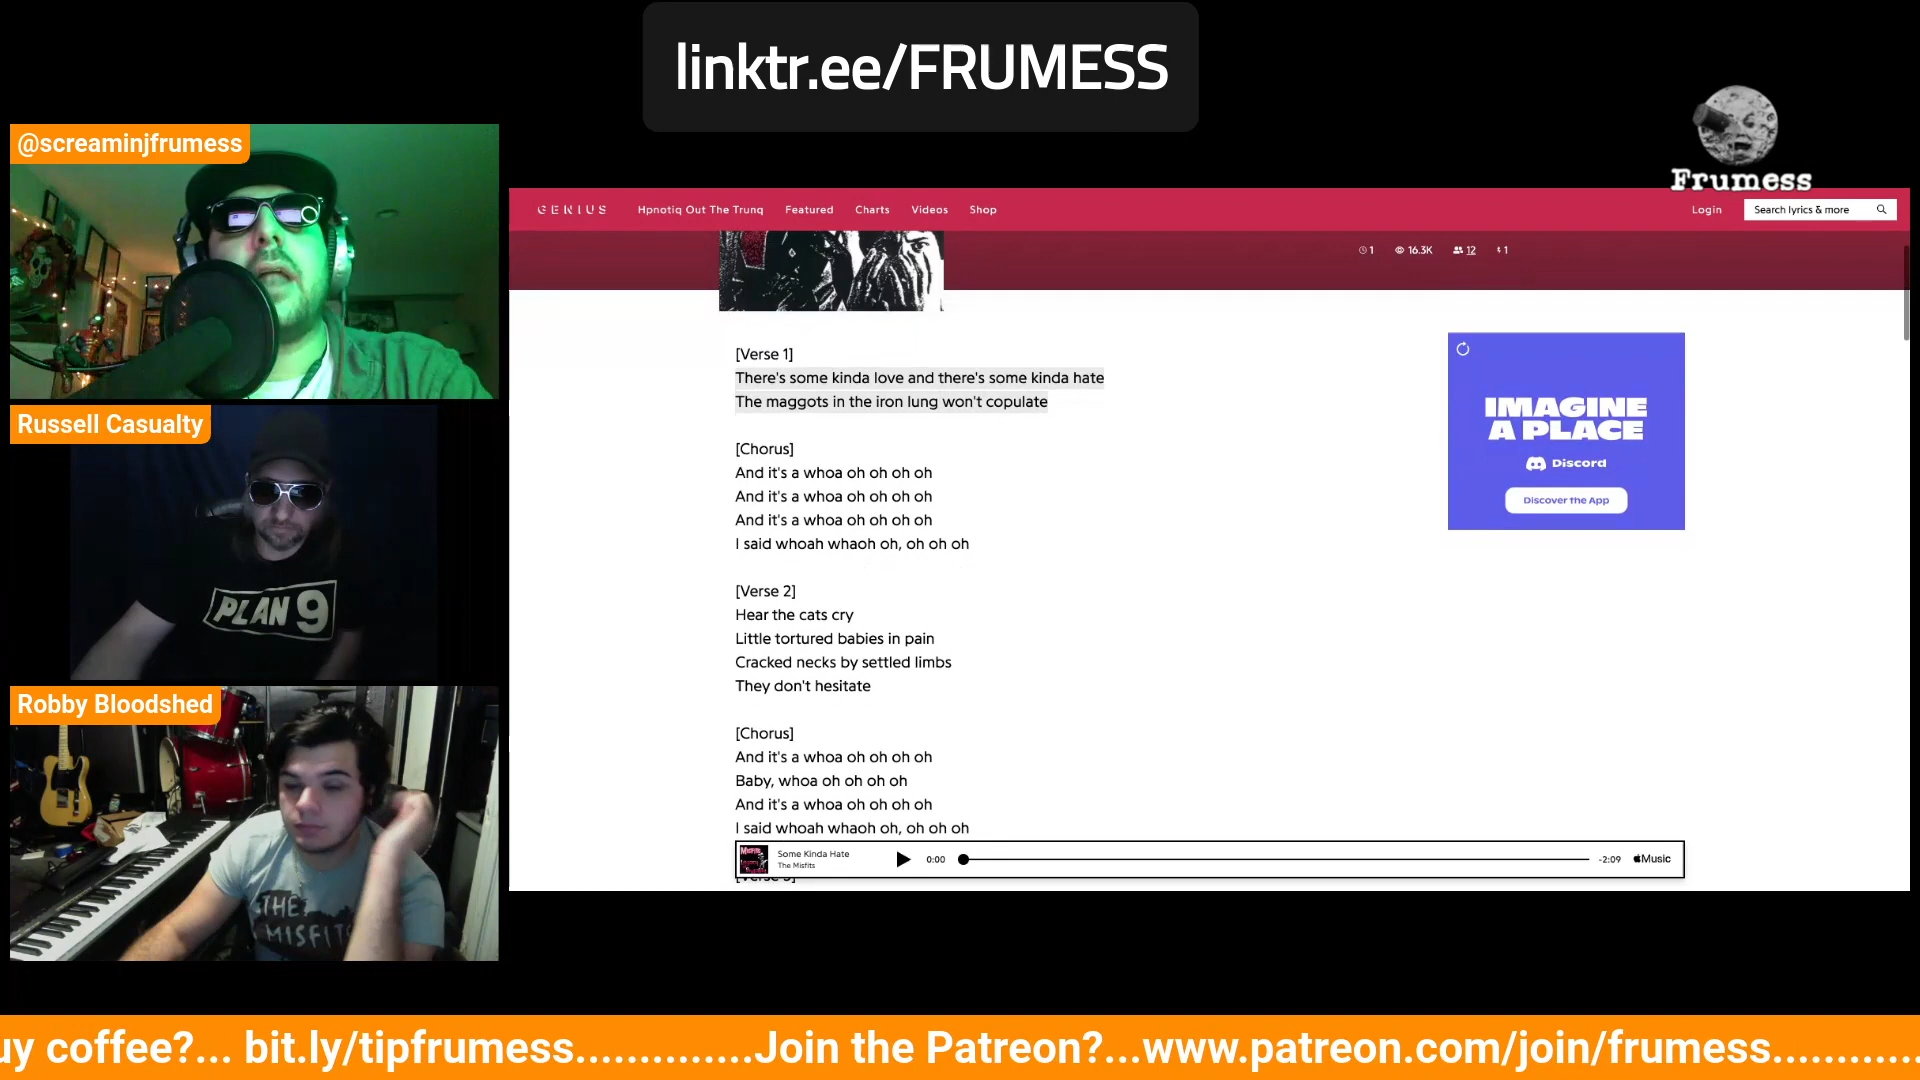 linktr.ee/FRUMESS
@screaminjfrumess
Frumess
GENIUS
Hpnotiq Out The Trunq
Featured
Charts
Videos
Shop
Login
Search lyrics & more
1
16.3K
12
1
[Verse 1]
There's some kinda love and there's some kinda hate
The maggots in the iron lung won't copulate
[Chorus]
And it's a whoa oh oh oh oh
And it's a whoa oh oh oh oh
And it's a whoa oh oh oh oh
I said whoah whaoh oh, oh oh oh
[Verse 2]
Hear the cats cry
Little tortured babies in pain
Cracked necks by settled limbs
They don't hesitate
[Chorus]
And it's a whoa oh oh oh oh
Baby, whoa oh oh oh oh
And it's a whoa oh oh oh oh
I said whoah whaoh oh, oh oh oh
IMAGINE
A PLACE
Discord
Discover the App
Some Kinda Hate
The Misfits
0:00
-2:09
Music
Russell Casualty
PLAN 9
Robby Bloodshed
THE
MISFITS
uy coffee?... bit.ly/tipfrumess..............Join the Patreon?...www.patreon.com/join/frumess............